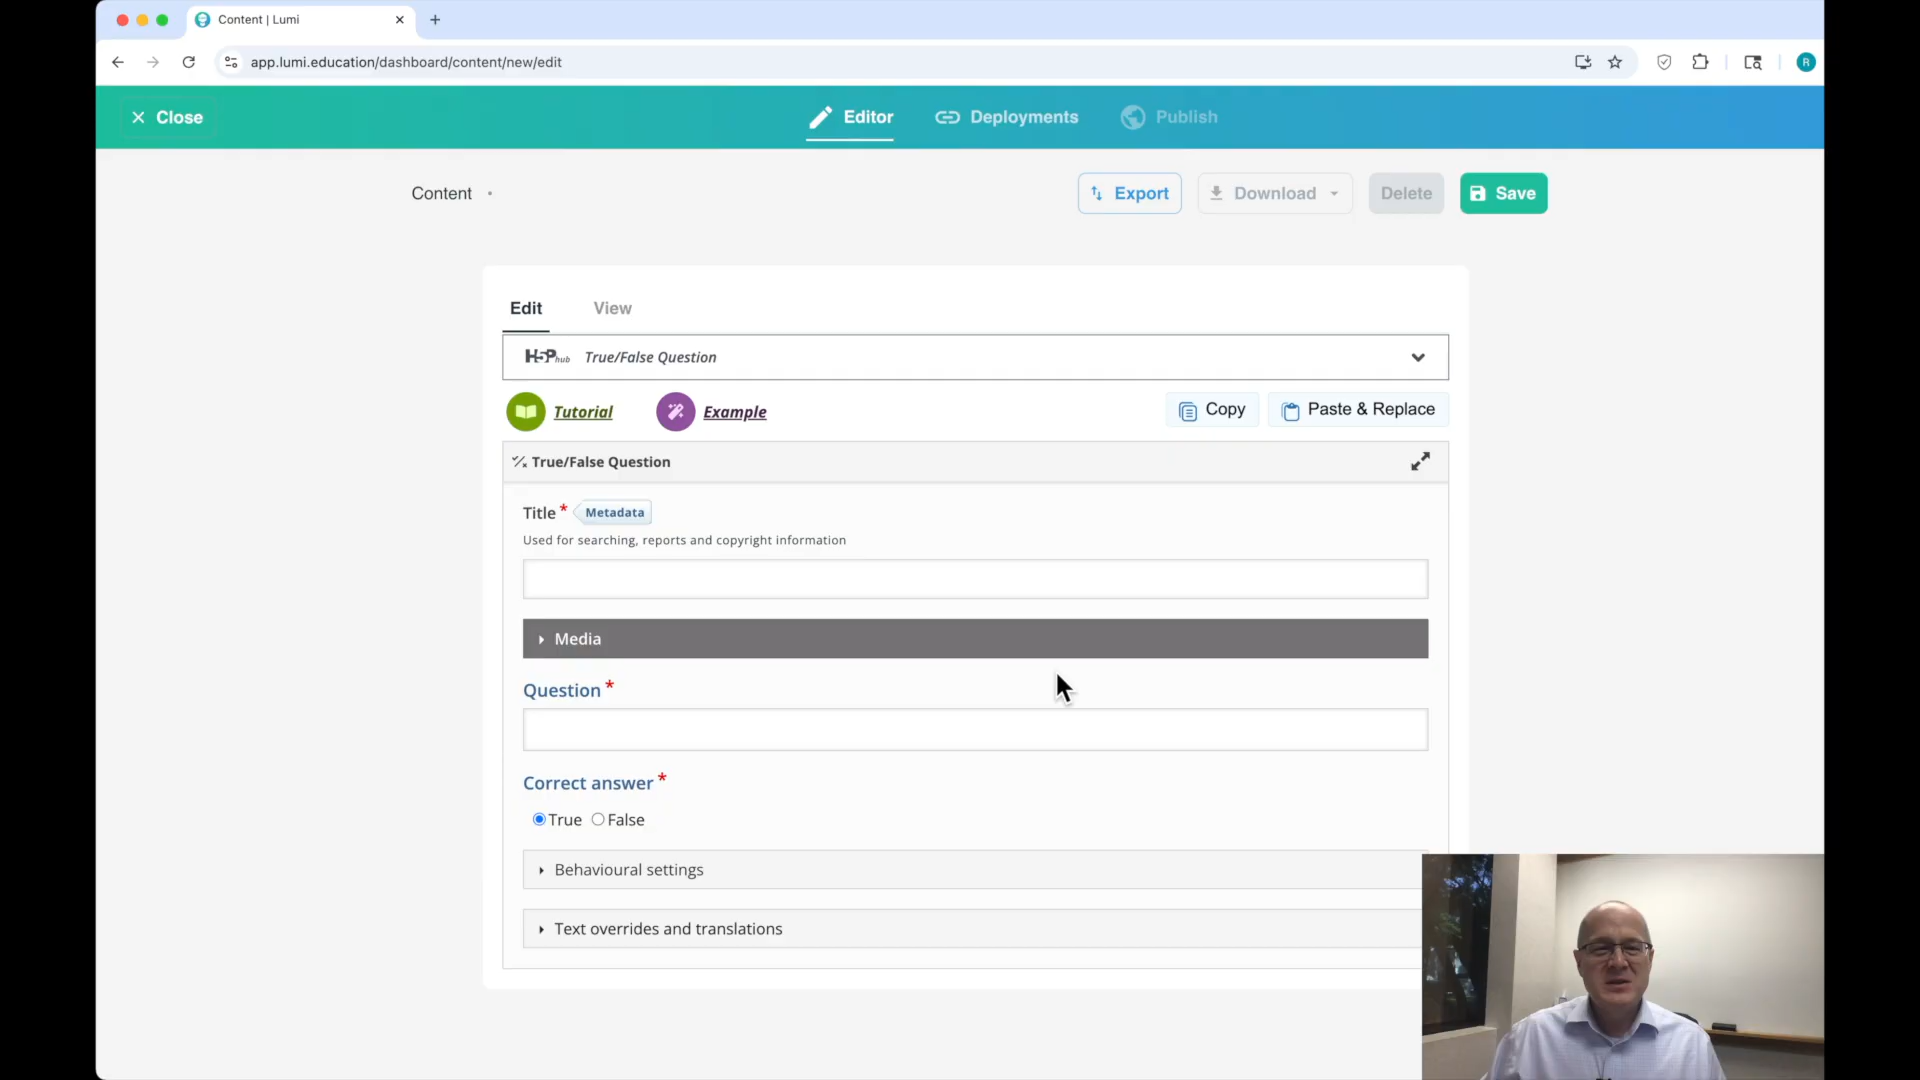 Content | Lumi
app.lumi.education/dashboard/content/new/edit
R
Close
Editor
Deployments
Publish
Content •
Export
Download
Delete
Save
Edit
View
H5P hub True/False Question
Tutorial
Example
Copy
Paste & Replace
True/False Question
Title * Metadata
Used for searching, reports and copyright information
Media
Question *
Correct answer *
True False
Behavioural settings
Text overrides and translations